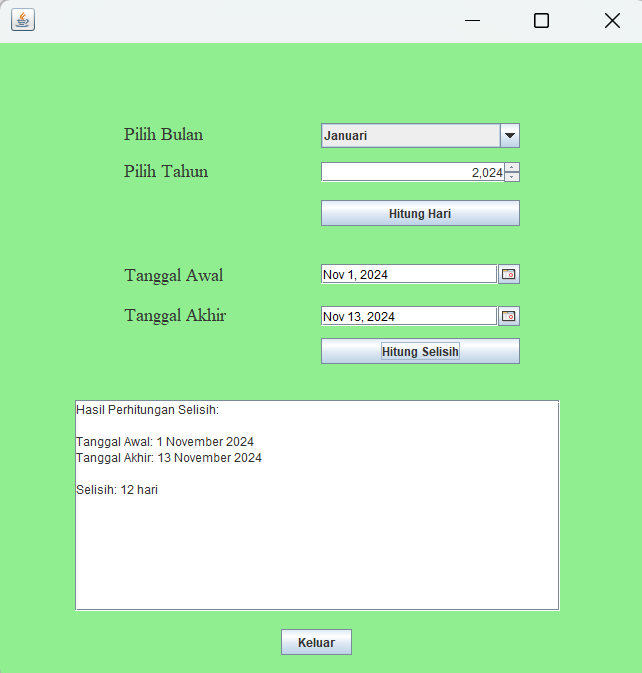 Pilih Bulan Januari
Pilih Tahun 2,024
Hitung Hari
Tanggal Awal Nov 1, 2024
Tanggal Akhir Nov 13, 2024
Hitung Selisih
Hasil Perhitungan Selisih:
Tanggal Awal: 1 November 2024
Tanggal Akhir: 13 November 2024
Selisih: 12 hari
Keluar